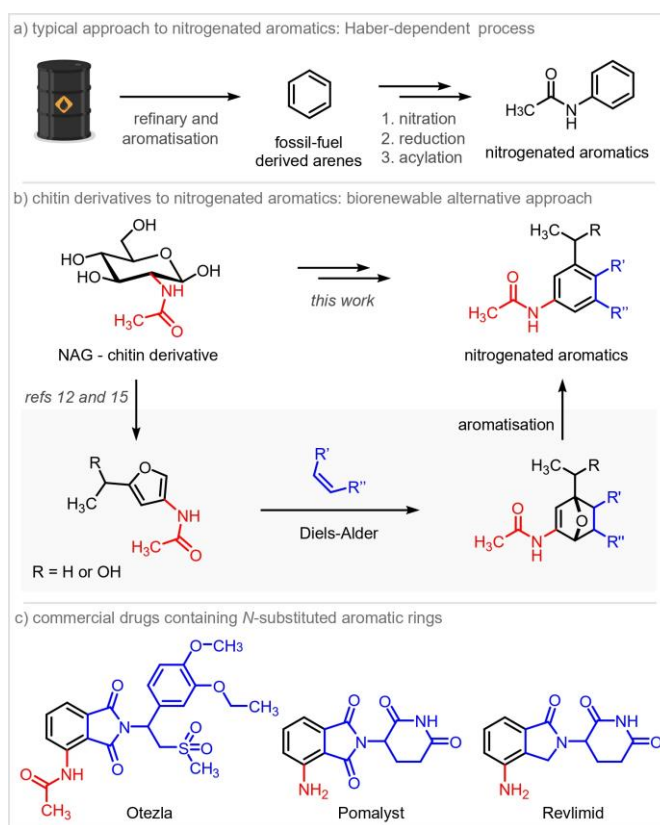 a) typical approach to nitrogenated aromatics: Haber-dependent process
refinary and
aromatisation
fossil-fuel
derived arenes
1. nitration
2. reduction
3. acylation
O
H3C
N
H
nitrogenated aromatics
b) chitin derivatives to nitrogenated aromatics: biorenewable alternative approach
OH
HO
O
HO
OH
NH
H3C
O
NAG - chitin derivative
this work
H3C
R
R'
R''
O
H3C
N
H
nitrogenated aromatics
refs 12 and 15
aromatisation
R
O
H3C
NH
H3C
O
R = H or OH
R'
R''
Diels-Alder
H3C
R
R'
O
R''
O
H3C
N
H
c) commercial drugs containing N-substituted aromatic rings
O
CH3
O
CH3
O
N
O
O
S
O
CH3
NH
O
CH3
Otezla
O
N
O
O
NH
O
NH2
Pomalyst
O
N
O
NH
O
NH2
Revlimid